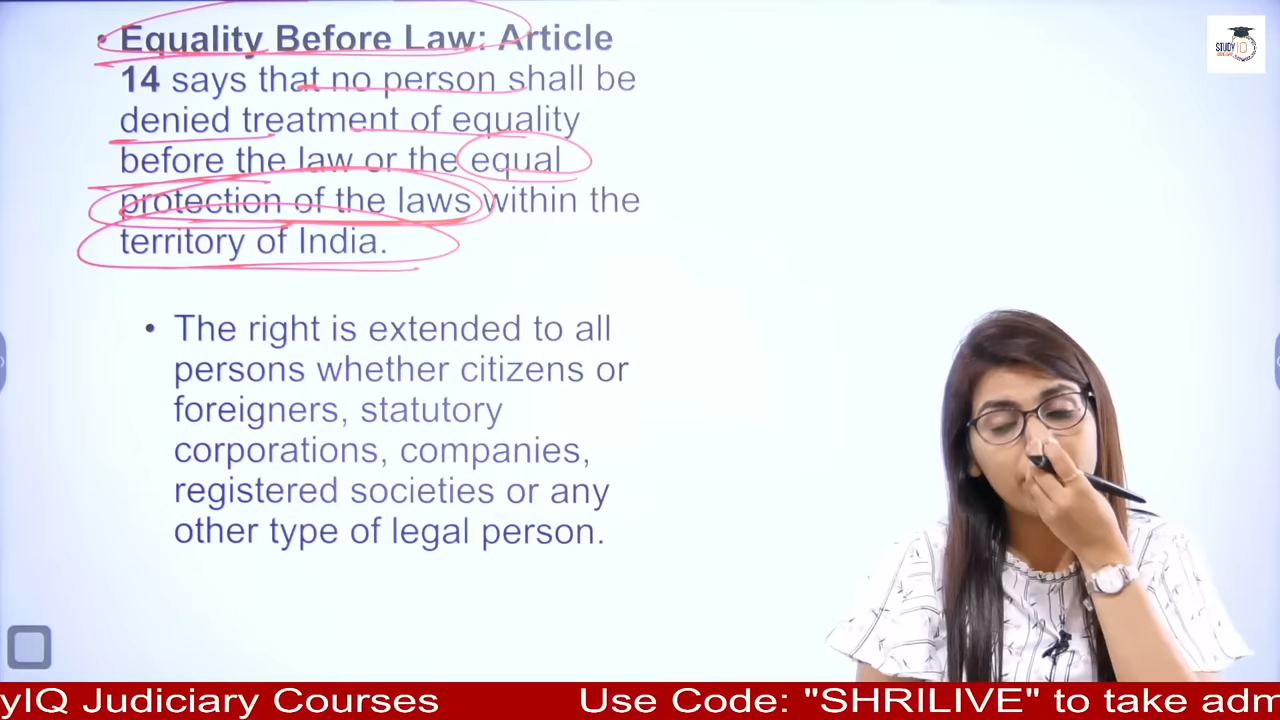 • Equality Before Law: Article
14 says that no person shall be
denied treatment of equality
before the law or the equal
protection of the laws within the
territory of India.
• The right is extended to all
persons whether citizens or
foreigners, statutory
corporations, companies,
registered societies or any
other type of legal person.
STUDY IQ
yIQ Judiciary Courses
Use Code: "SHRILIVE" to take adm